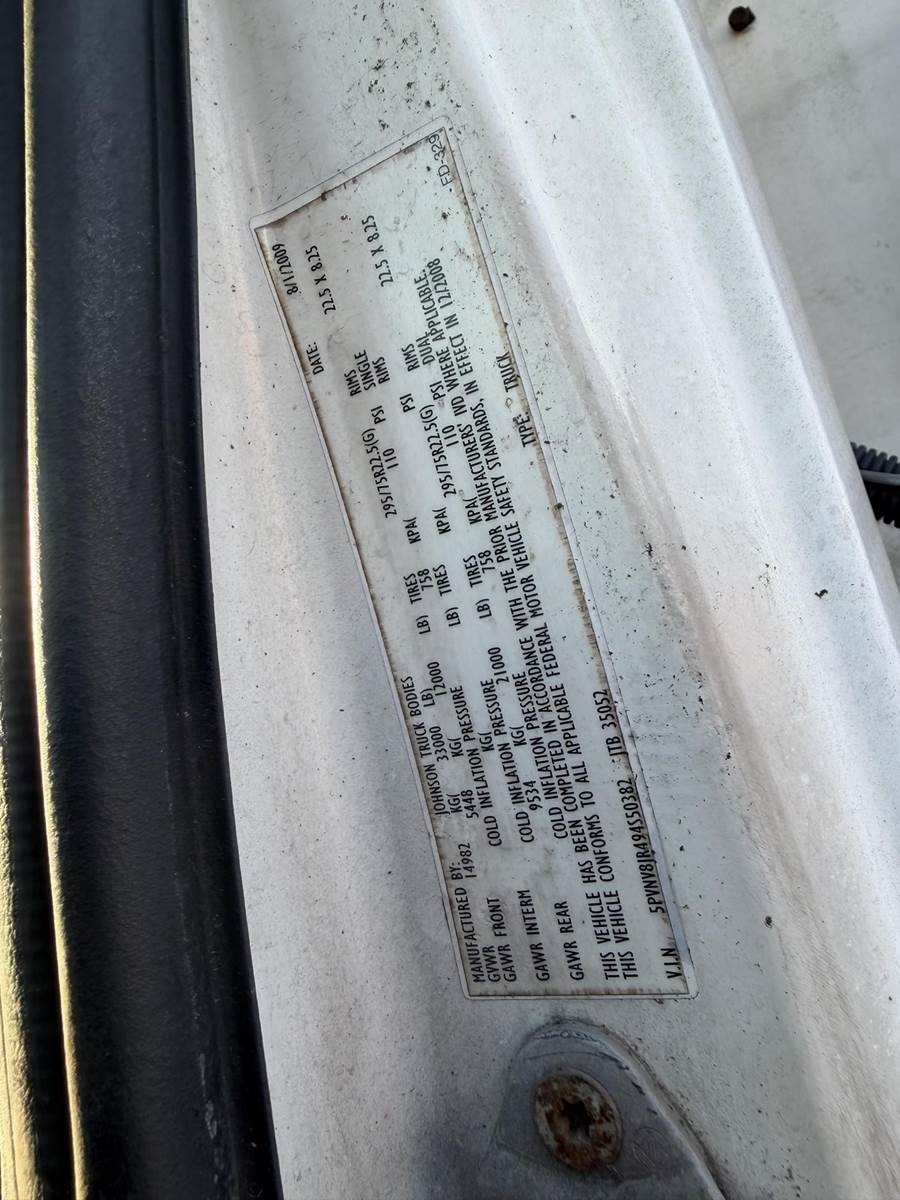 MANUFACTURED BY: JOHNSON TRUCK BODIES DATE: 8/1/2009
GVWR 14982 KG( 33000 LB)
GAWR FRONT 5448 KG( 12000 LB) TIRES 295/75R22.5(G) RIMS 22.5 X 8.25
COLD INFLATION PRESSURE 758 KPA( 110 PSI SINGLE
GAWR INTERM KG( LB) TIRES RIMS
COLD INFLATION PRESSURE KPA( PSI
GAWR REAR 9534 KG( 21000 LB) TIRES 295/75R22.5(G) RIMS 22.5 X 8.25
COLD INFLATION PRESSURE 758 KPA( 110 PSI DUAL
THIS VEHICLE HAS BEEN COMPLETED IN ACCORDANCE WITH THE PRIOR MANUFACTURERS IVD WHERE APPLICABLE.
THIS VEHICLE CONFORMS TO ALL APPLICABLE FEDERAL MOTOR VEHICLE SAFETY STANDARDS, IN EFFECT IN 12/2008
V.I.N. 5PVNV8JR494S50382 JTB 35052 TYPE: TRUCK
FD-329